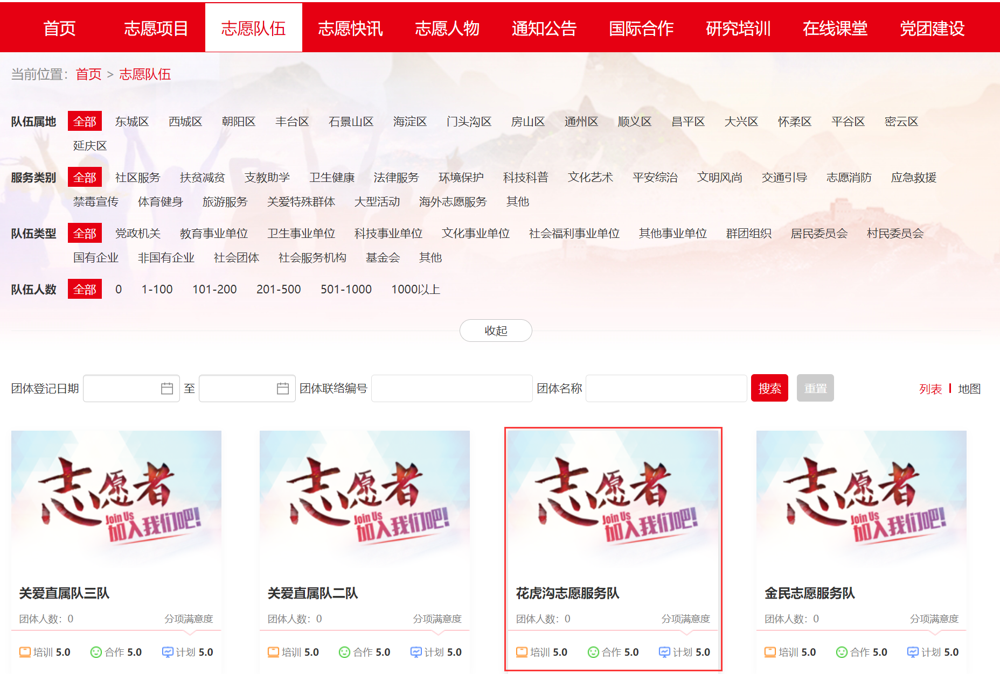 首页 志愿项目 志愿队伍 志愿快讯 志愿人物 通知公告 国际合作 研究培训 在线课堂 党团建设
当前位置：首页 > 志愿队伍
队伍属地 全部 东城区 西城区 朝阳区 丰台区 石景山区 海淀区 门头沟区 房山区 通州区 顺义区 昌平区 大兴区 怀柔区 平谷区 密云区
延庆区
服务类别 全部 社区服务 扶贫减贫 支教助学 卫生健康 法律服务 环境保护 科技科普 文化艺术 平安综治 文明风尚 交通引导 志愿消防 应急救援
禁毒宣传 体育健身 旅游服务 关爱特殊群体 大型活动 海外志愿服务 其他
队伍类型 全部 党政机关 教育事业单位 卫生事业单位 科技事业单位 文化事业单位 社会福利事业单位 其他事业单位 群团组织 居民委员会 村民委员会
国有企业 非国有企业 社会团体 社会服务机构 基金会 其他
队伍人数 全部 0 1-100 101-200 201-500 501-1000 1000以上
收起
团体登记日期 至 团体联络编号 团体名称 搜索 重置 列表 地图
志愿者 志愿者 志愿者 志愿者
Join Us Join Us Join Us Join Us
加入我们吧! 加入我们吧! 加入我们吧! 加入我们吧!
关爱直属队三队 关爱直属队二队 花虎沟志愿服务队 金民志愿服务队
团体人数：0 分项满意度 团体人数：0 分项满意度 团体人数：0 分项满意度 团体人数：0 分项满意度
培训 5.0 合作 5.0 计划 5.0 培训 5.0 合作 5.0 计划 5.0 培训 5.0 合作 5.0 计划 5.0 培训 5.0 合作 5.0 计划 5.0